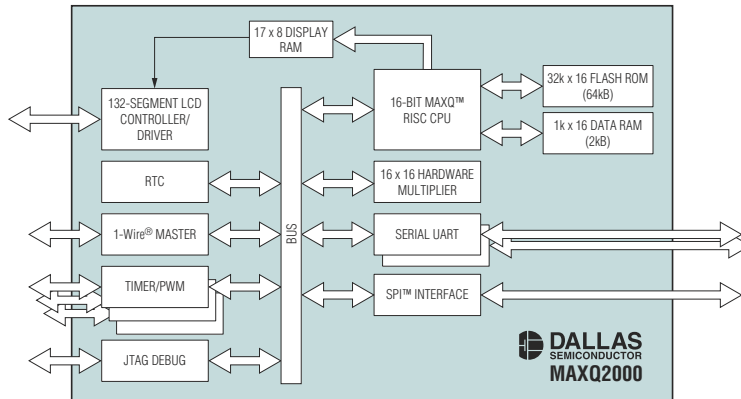 17 x 8 DISPLAY
RAM
132-SEGMENT LCD
CONTROLLER/
DRIVER
16-BIT MAXQ™
RISC CPU
32k x 16 FLASH ROM
(64kB)
1k x 16 DATA RAM
(2kB)
RTC
BUS
16 x 16 HARDWARE
MULTIPLIER
1-Wire® MASTER
SERIAL UART
TIMER/PWM
SPI™ INTERFACE
JTAG DEBUG
DALLAS
SEMICONDUCTOR
MAXQ2000